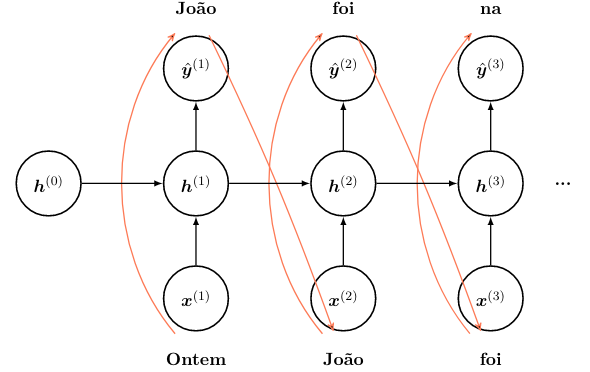 João foi na
ŷ⁽¹⁾ ŷ⁽²⁾ ŷ⁽³⁾
h⁽⁰⁾ h⁽¹⁾ h⁽²⁾ h⁽³⁾ ...
x⁽¹⁾ x⁽²⁾ x⁽³⁾
Ontem João foi